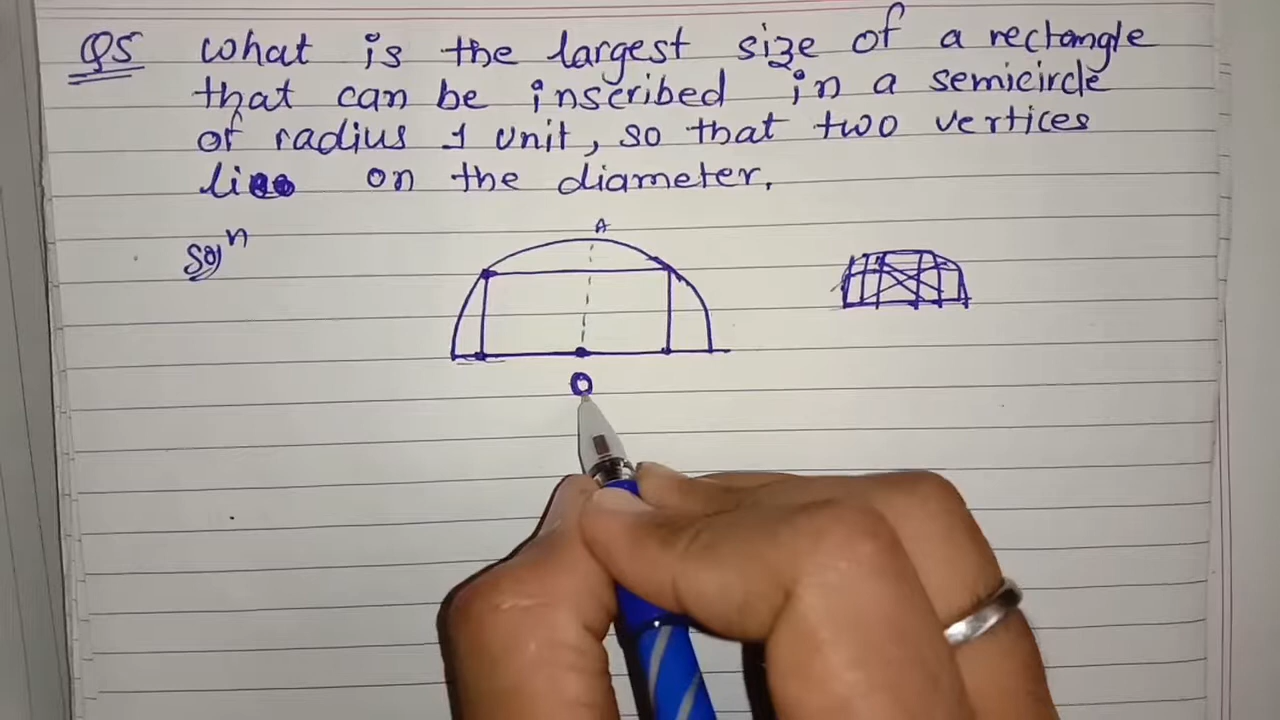 Q5 What is the largest size of a rectangle
that can be inscribed in a semicircle
of radius 1 unit, so that two vertices
lie on the diameter.
Solⁿ
A
O